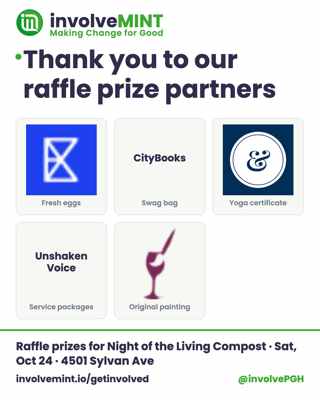 involveMINT
Making Change for Good
Thank you to our
raffle prize partners
Fresh eggs
CityBooks
Swag bag
&
Yoga certificate
Unshaken
Voice
Service packages
Original painting
Raffle prizes for Night of the Living Compost · Sat,
Oct 24 · 4501 Sylvan Ave
involvemint.io/getinvolved
@involvePGH